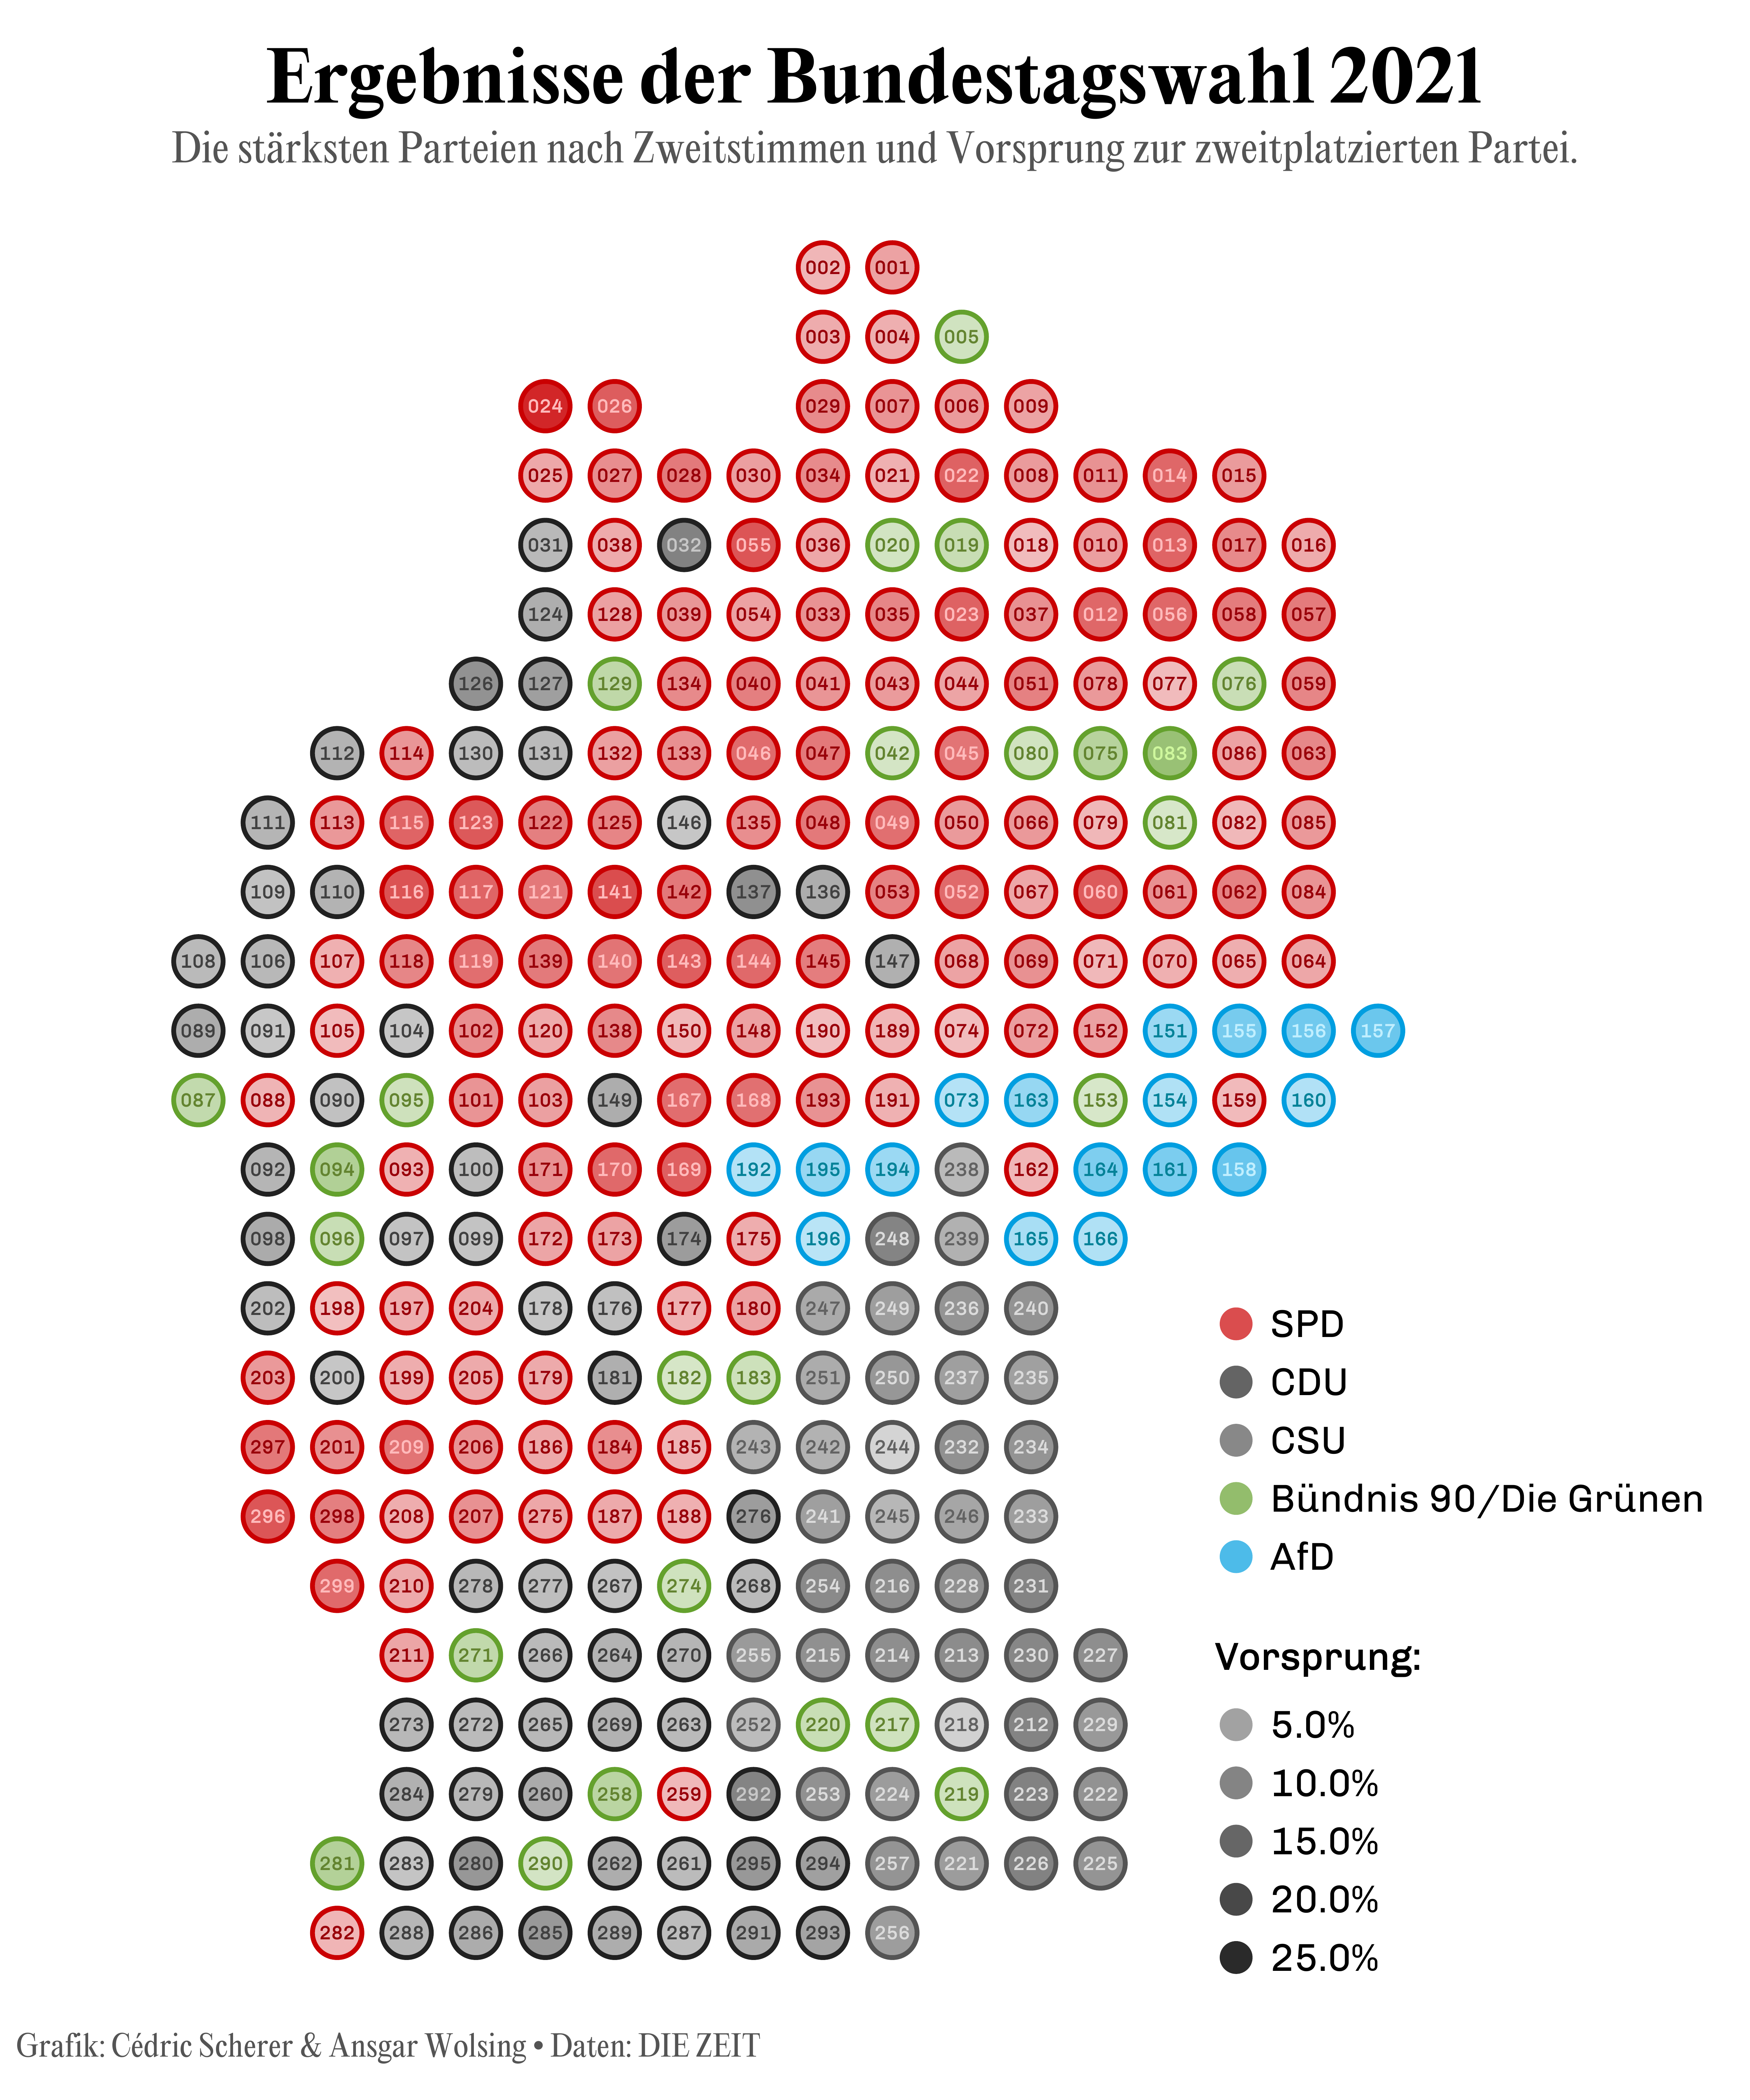 Ergebnisse der Bundestagswahl 2021
Die stärksten Parteien nach Zweitstimmen und Vorsprung zur zweitplatzierten Partei.
002 001
003 004 005
024 026 029 007 006 009
025 027 028 030 034 021 022 008 011 014 015
031 038 032 055 036 020 019 018 010 013 017 016
124 128 039 054 033 035 023 037 012 056 058 057
126 127 129 134 040 041 043 044 051 078 077 076 059
112 114 130 131 132 133 046 047 042 045 080 075 083 086 063
111 113 115 123 122 125 146 135 048 049 050 066 079 081 082 085
109 110 116 117 121 141 142 137 136 053 052 067 060 061 062 084
108 106 107 118 119 139 140 143 144 145 147 068 069 071 070 065 064
089 091 105 104 102 120 138 150 148 190 189 074 072 152 151 155 156 157
087 088 090 095 101 103 149 167 168 193 191 073 163 153 154 159 160
092 094 093 100 171 170 169 192 195 194 238 162 164 161 158
098 096 097 099 172 173 174 175 196 248 239 165 166
202 198 197 204 178 176 177 180 247 249 236 240
203 200 199 205 179 181 182 183 251 250 237 235
297 201 209 206 186 184 185 243 242 244 232 234
296 298 208 207 275 187 188 276 241 245 246 233
299 210 278 277 267 274 268 254 216 228 231
211 271 266 264 270 255 215 214 213 230 227
273 272 265 269 263 252 220 217 218 212 229
284 279 260 258 259 292 253 224 219 223 222
281 283 280 290 262 261 295 294 257 221 226 225
282 288 286 285 289 287 291 293 256
SPD
CDU
CSU
Bündnis 90/Die Grünen
AfD
Vorsprung:
5.0%
10.0%
15.0%
20.0%
25.0%
Grafik: Cédric Scherer & Ansgar Wolsing • Daten: DIE ZEIT